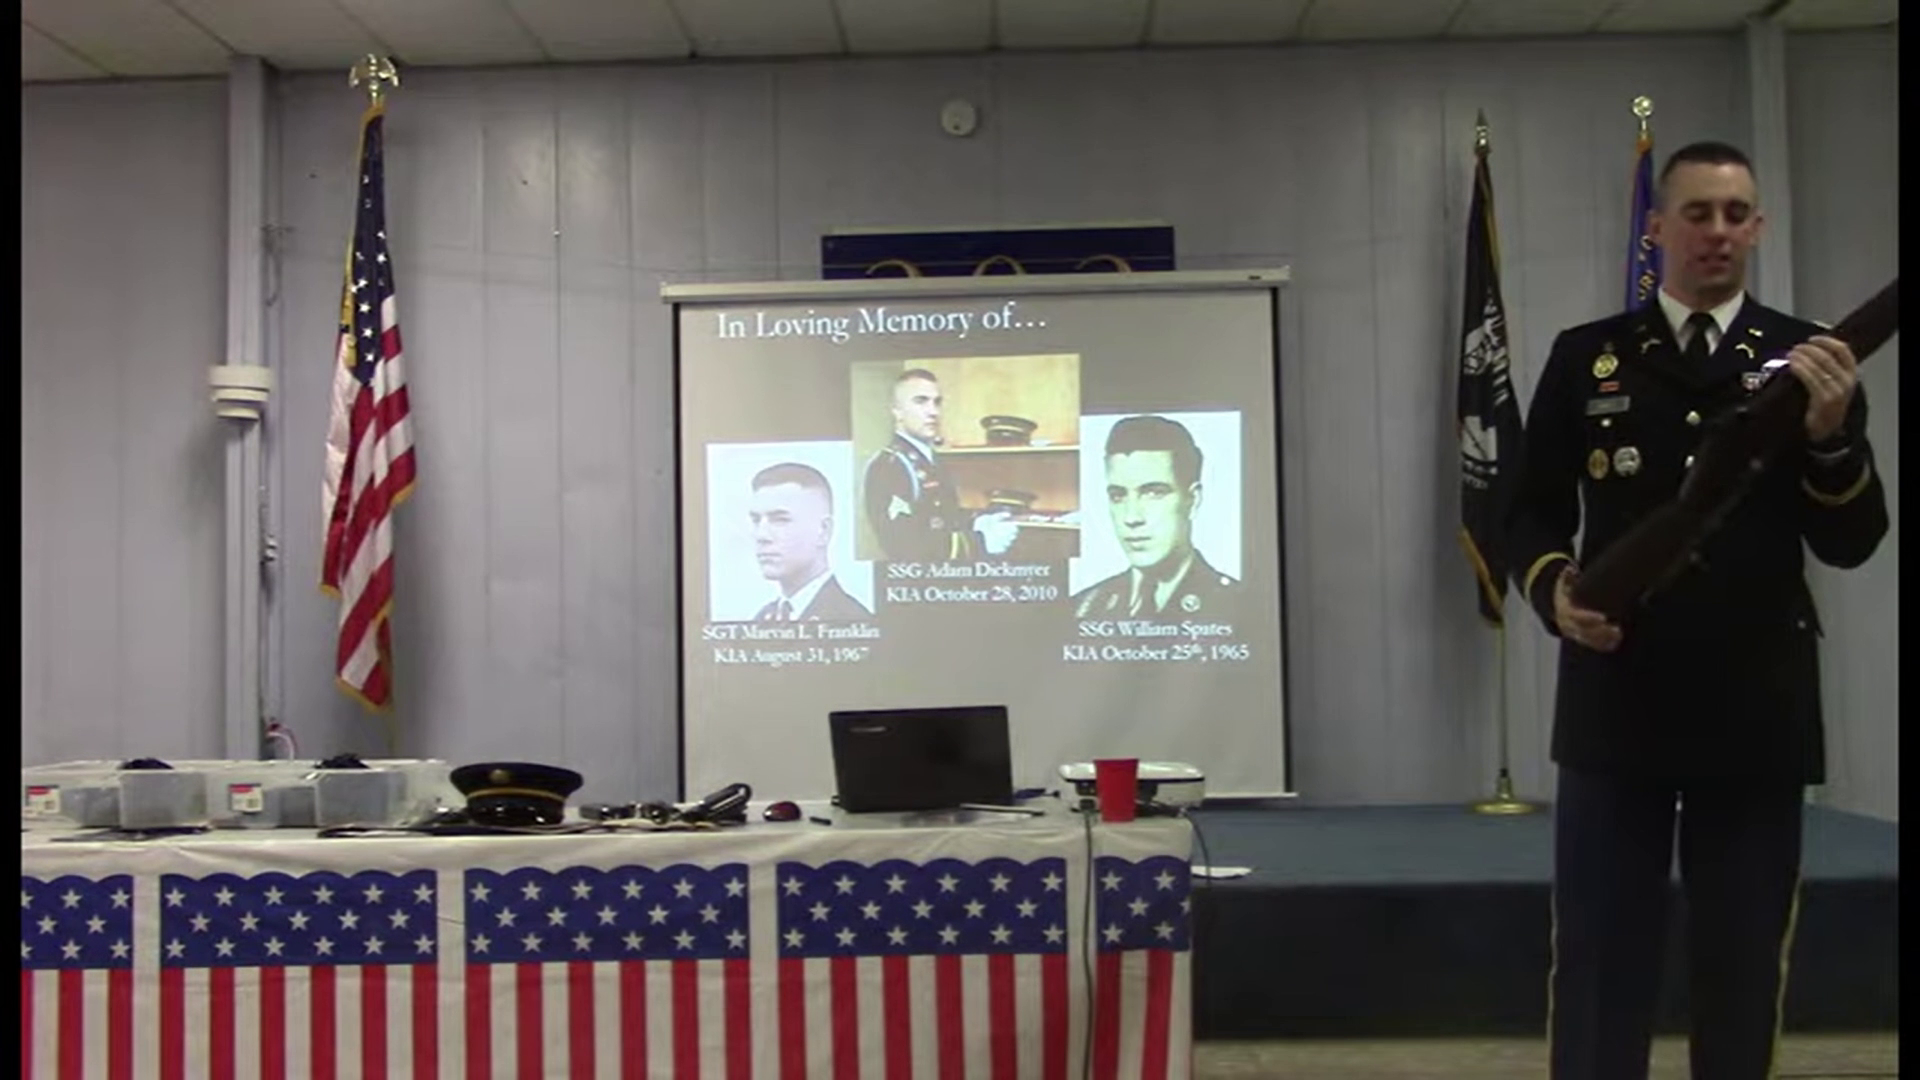 In Loving Memory of...
SSG Adam Dickmyer
KIA October 28, 2010
SGT Marvin L. Franklin
KIA August 31, 1967
SSG William Spates
KIA October 25th, 1965